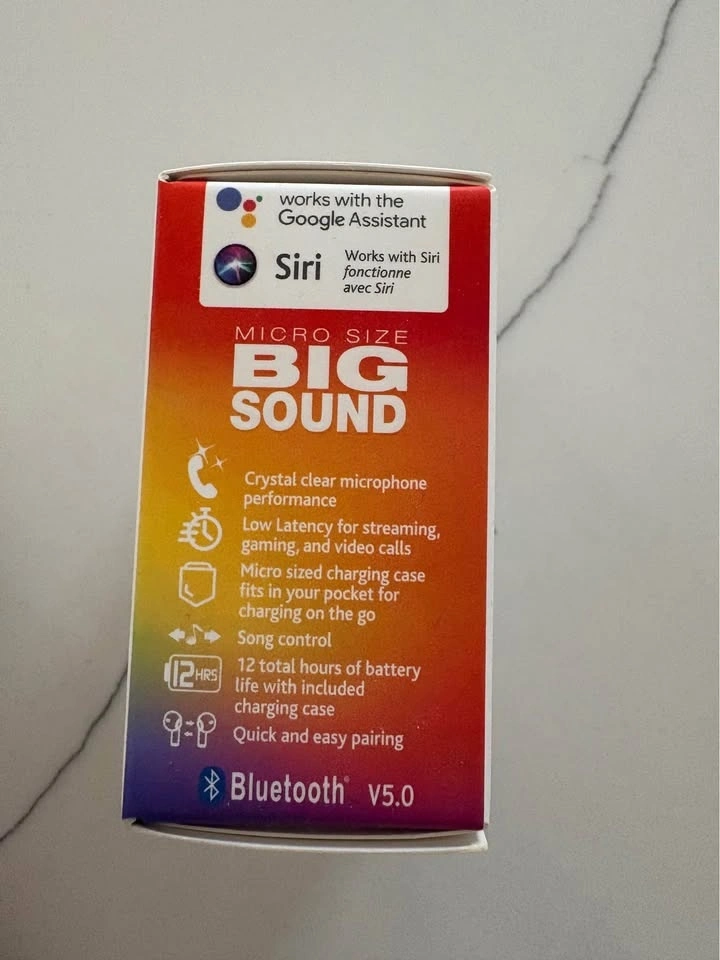 works with the
Google Assistant
Siri
Works with Siri
fonctionne
avec Siri
MICRO SIZE
BIG
SOUND
Crystal clear microphone
performance
Low Latency for streaming,
gaming, and video calls
Micro sized charging case
fits in your pocket for
charging on the go
Song control
12 HRS
12 total hours of battery
life with included
charging case
Quick and easy pairing
Bluetooth® V5.0